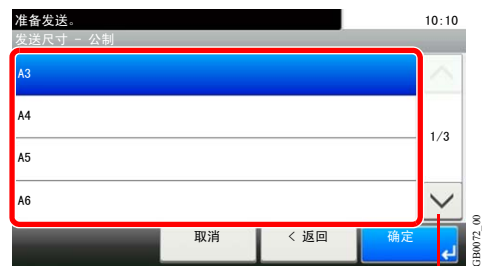 准备发送。 10:10
发送尺寸 - 公制
A3
A4
1/3
A5
A6
取消 < 返回 确定
GB0072_00